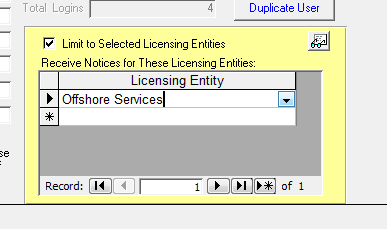 Total Logins 4 Duplicate User
Limit to Selected Licensing Entities
Receive Notices for These Licensing Entities:
Licensing Entity
Offshore Services
se
Record: 1 of 1